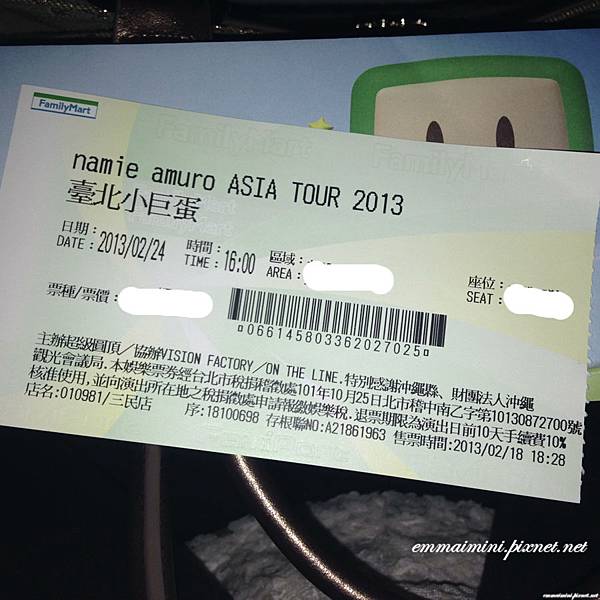 FamilyMart
namie amuro ASIA TOUR 2013
臺北小巨蛋
日期：
DATE：2013/02/24
時間：
TIME：16:00
區域：
AREA：
座位：
SEAT：
票種/票價：
¤066145803362027025¤
主辦超級圓頂／協辦VISION FACTORY／ON THE LINE.特別感謝沖繩縣、財團法人沖繩
觀光會議局.本娛樂票券經台北市稅捐稽徵處101年10月25日北市稽中南乙字第10130872700號
核准使用,並向演出所在地之稅捐徵處申請報繳娛樂稅.退票期限為演出日前10天手續費10%
店名:010981/三民店 序:18100698 存根聯NO:A21861963 售票時間:2013/02/18 18:28
emmaimini.pixnet.net
emmaimini.pixnet.net